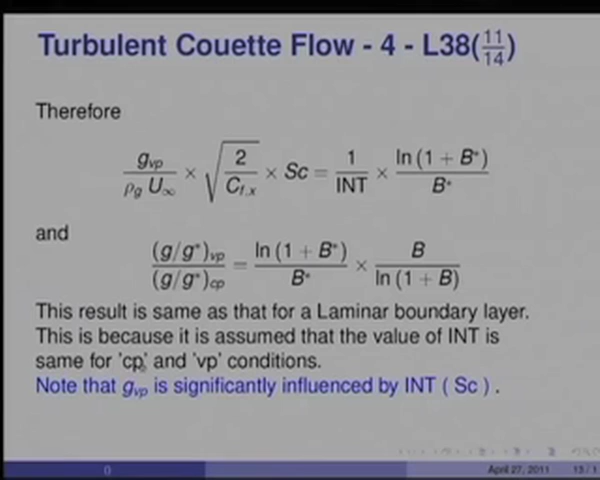 Turbulent Couette Flow - 4 - L38(11/14)
Therefore
g_vp / ρ_g U_∞ × √(2 / C_f,x) × Sc = 1 / INT × ln (1 + B*) / B*
and
(g/g*)_vp / (g/g*)_cp = ln (1 + B*) / B* × B / ln (1 + B)
This result is same as that for a Laminar boundary layer.
This is because it is assumed that the value of INT is
same for 'cp' and 'vp' conditions.
Note that g_vp is significantly influenced by INT ( Sc ) .
() April 27, 2011 13 / 1